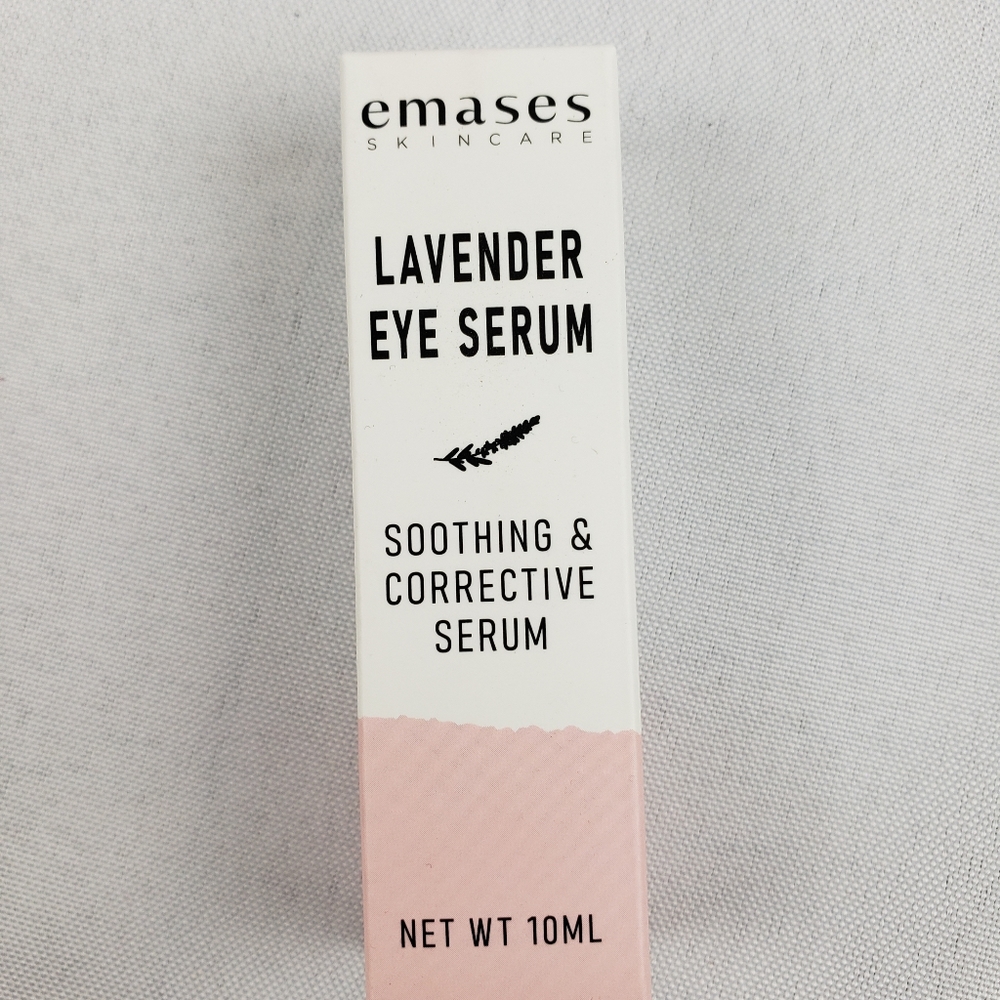 emases
SKINCARE
LAVENDER
EYE SERUM
SOOTHING &
CORRECTIVE
SERUM
NET WT 10ML